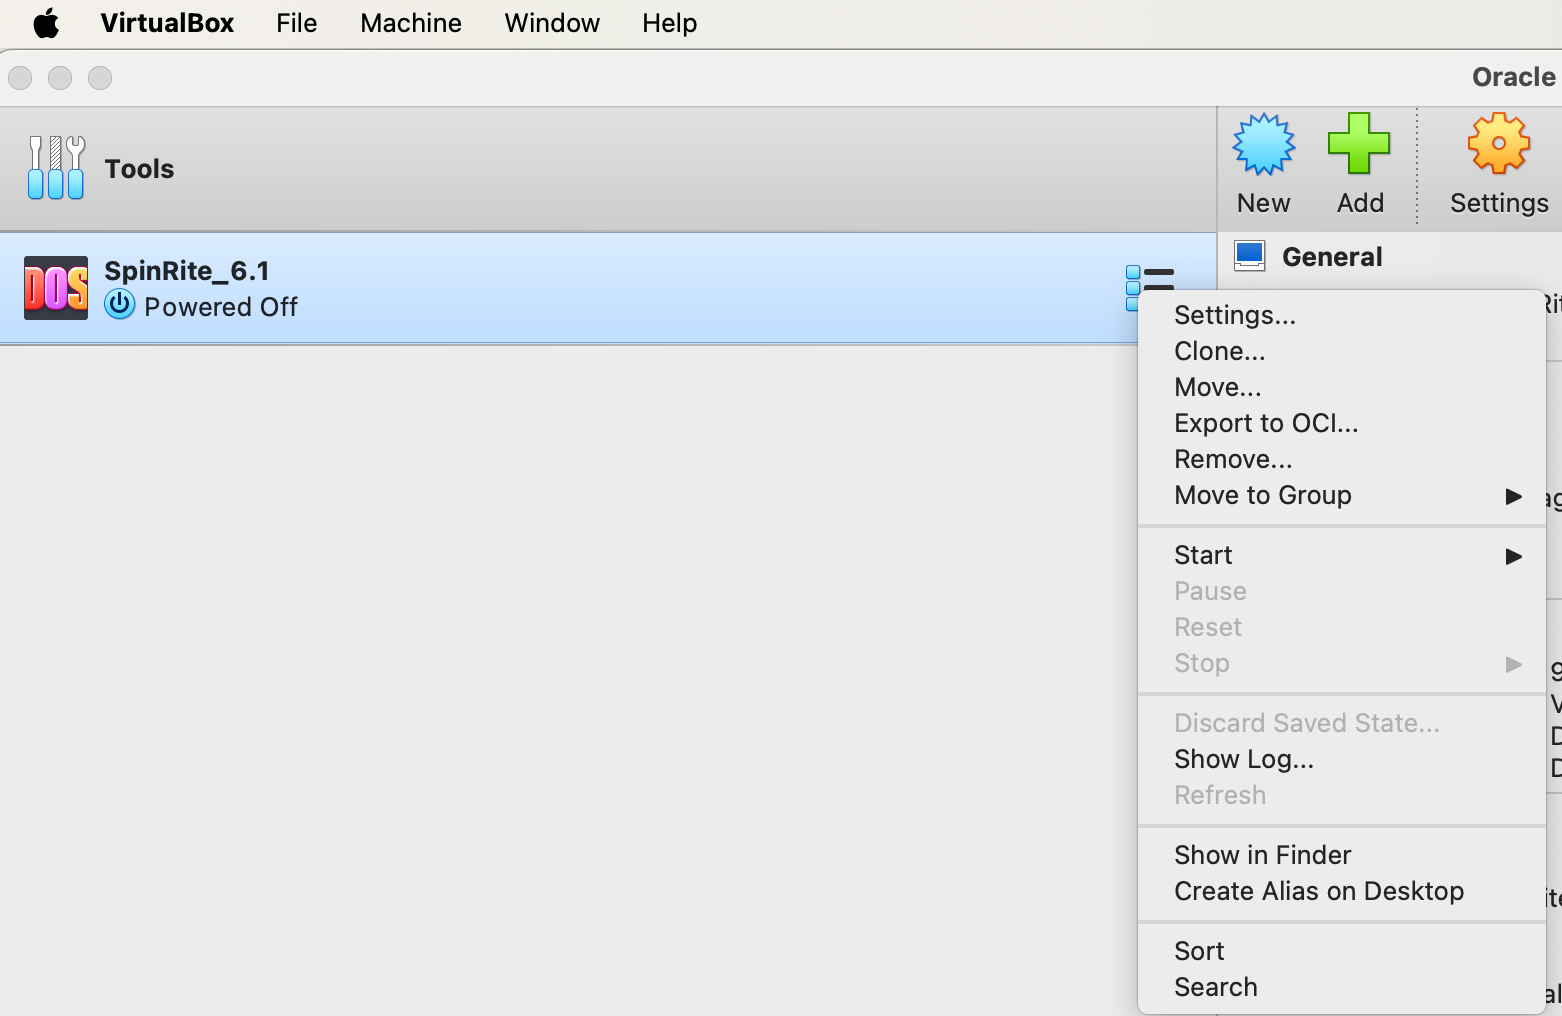 VirtualBox File Machine Window Help
Oracle
Tools
New Add Settings
DOS
SpinRite_6.1
Powered Off
General
Settings...
Clone...
Move...
Export to OCI...
Remove...
Move to Group
Start
Pause
Reset
Stop
Discard Saved State...
Show Log...
Refresh
Show in Finder
Create Alias on Desktop
Sort
Search